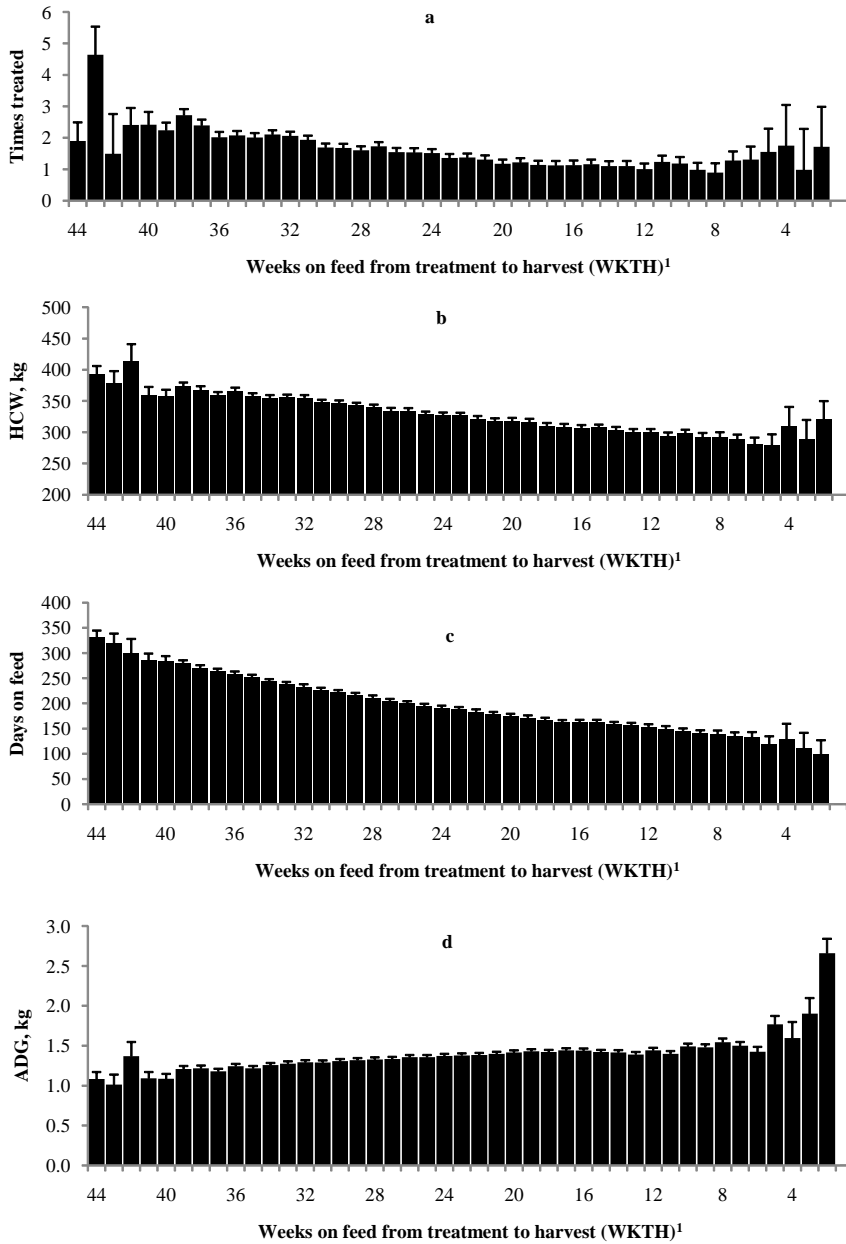 a
6
5
4
3
2
1
0
Times treated
44 40 36 32 28 24 20 16 12 8 4
Weeks on feed from treatment to harvest (WKTH)1
b
500
450
400
350
300
250
200
HCW, kg
44 40 36 32 28 24 20 16 12 8 4
Weeks on feed from treatment to harvest (WKTH)1
c
400
350
300
250
200
150
100
50
0
Days on feed
44 40 36 32 28 24 20 16 12 8 4
Weeks on feed from treatment to harvest (WKTH)1
d
3.0
2.5
2.0
1.5
1.0
0.5
0.0
ADG, kg
44 40 36 32 28 24 20 16 12 8 4
Weeks on feed from treatment to harvest (WKTH)1